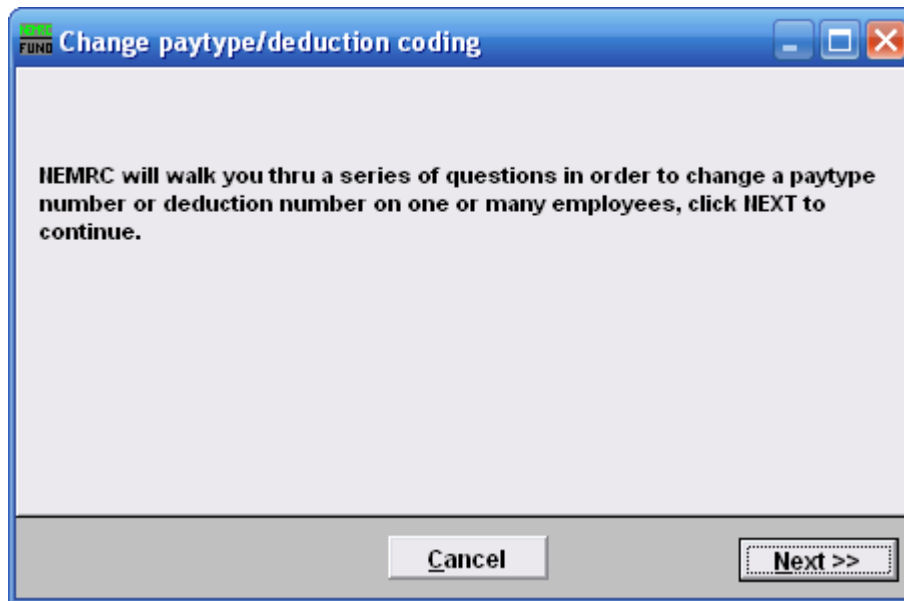 NEMRC
FUND
Change paytype/deduction coding
NEMRC will walk you thru a series of questions in order to change a paytype
number or deduction number on one or many employees, click NEXT to
continue.
Cancel
Next >>